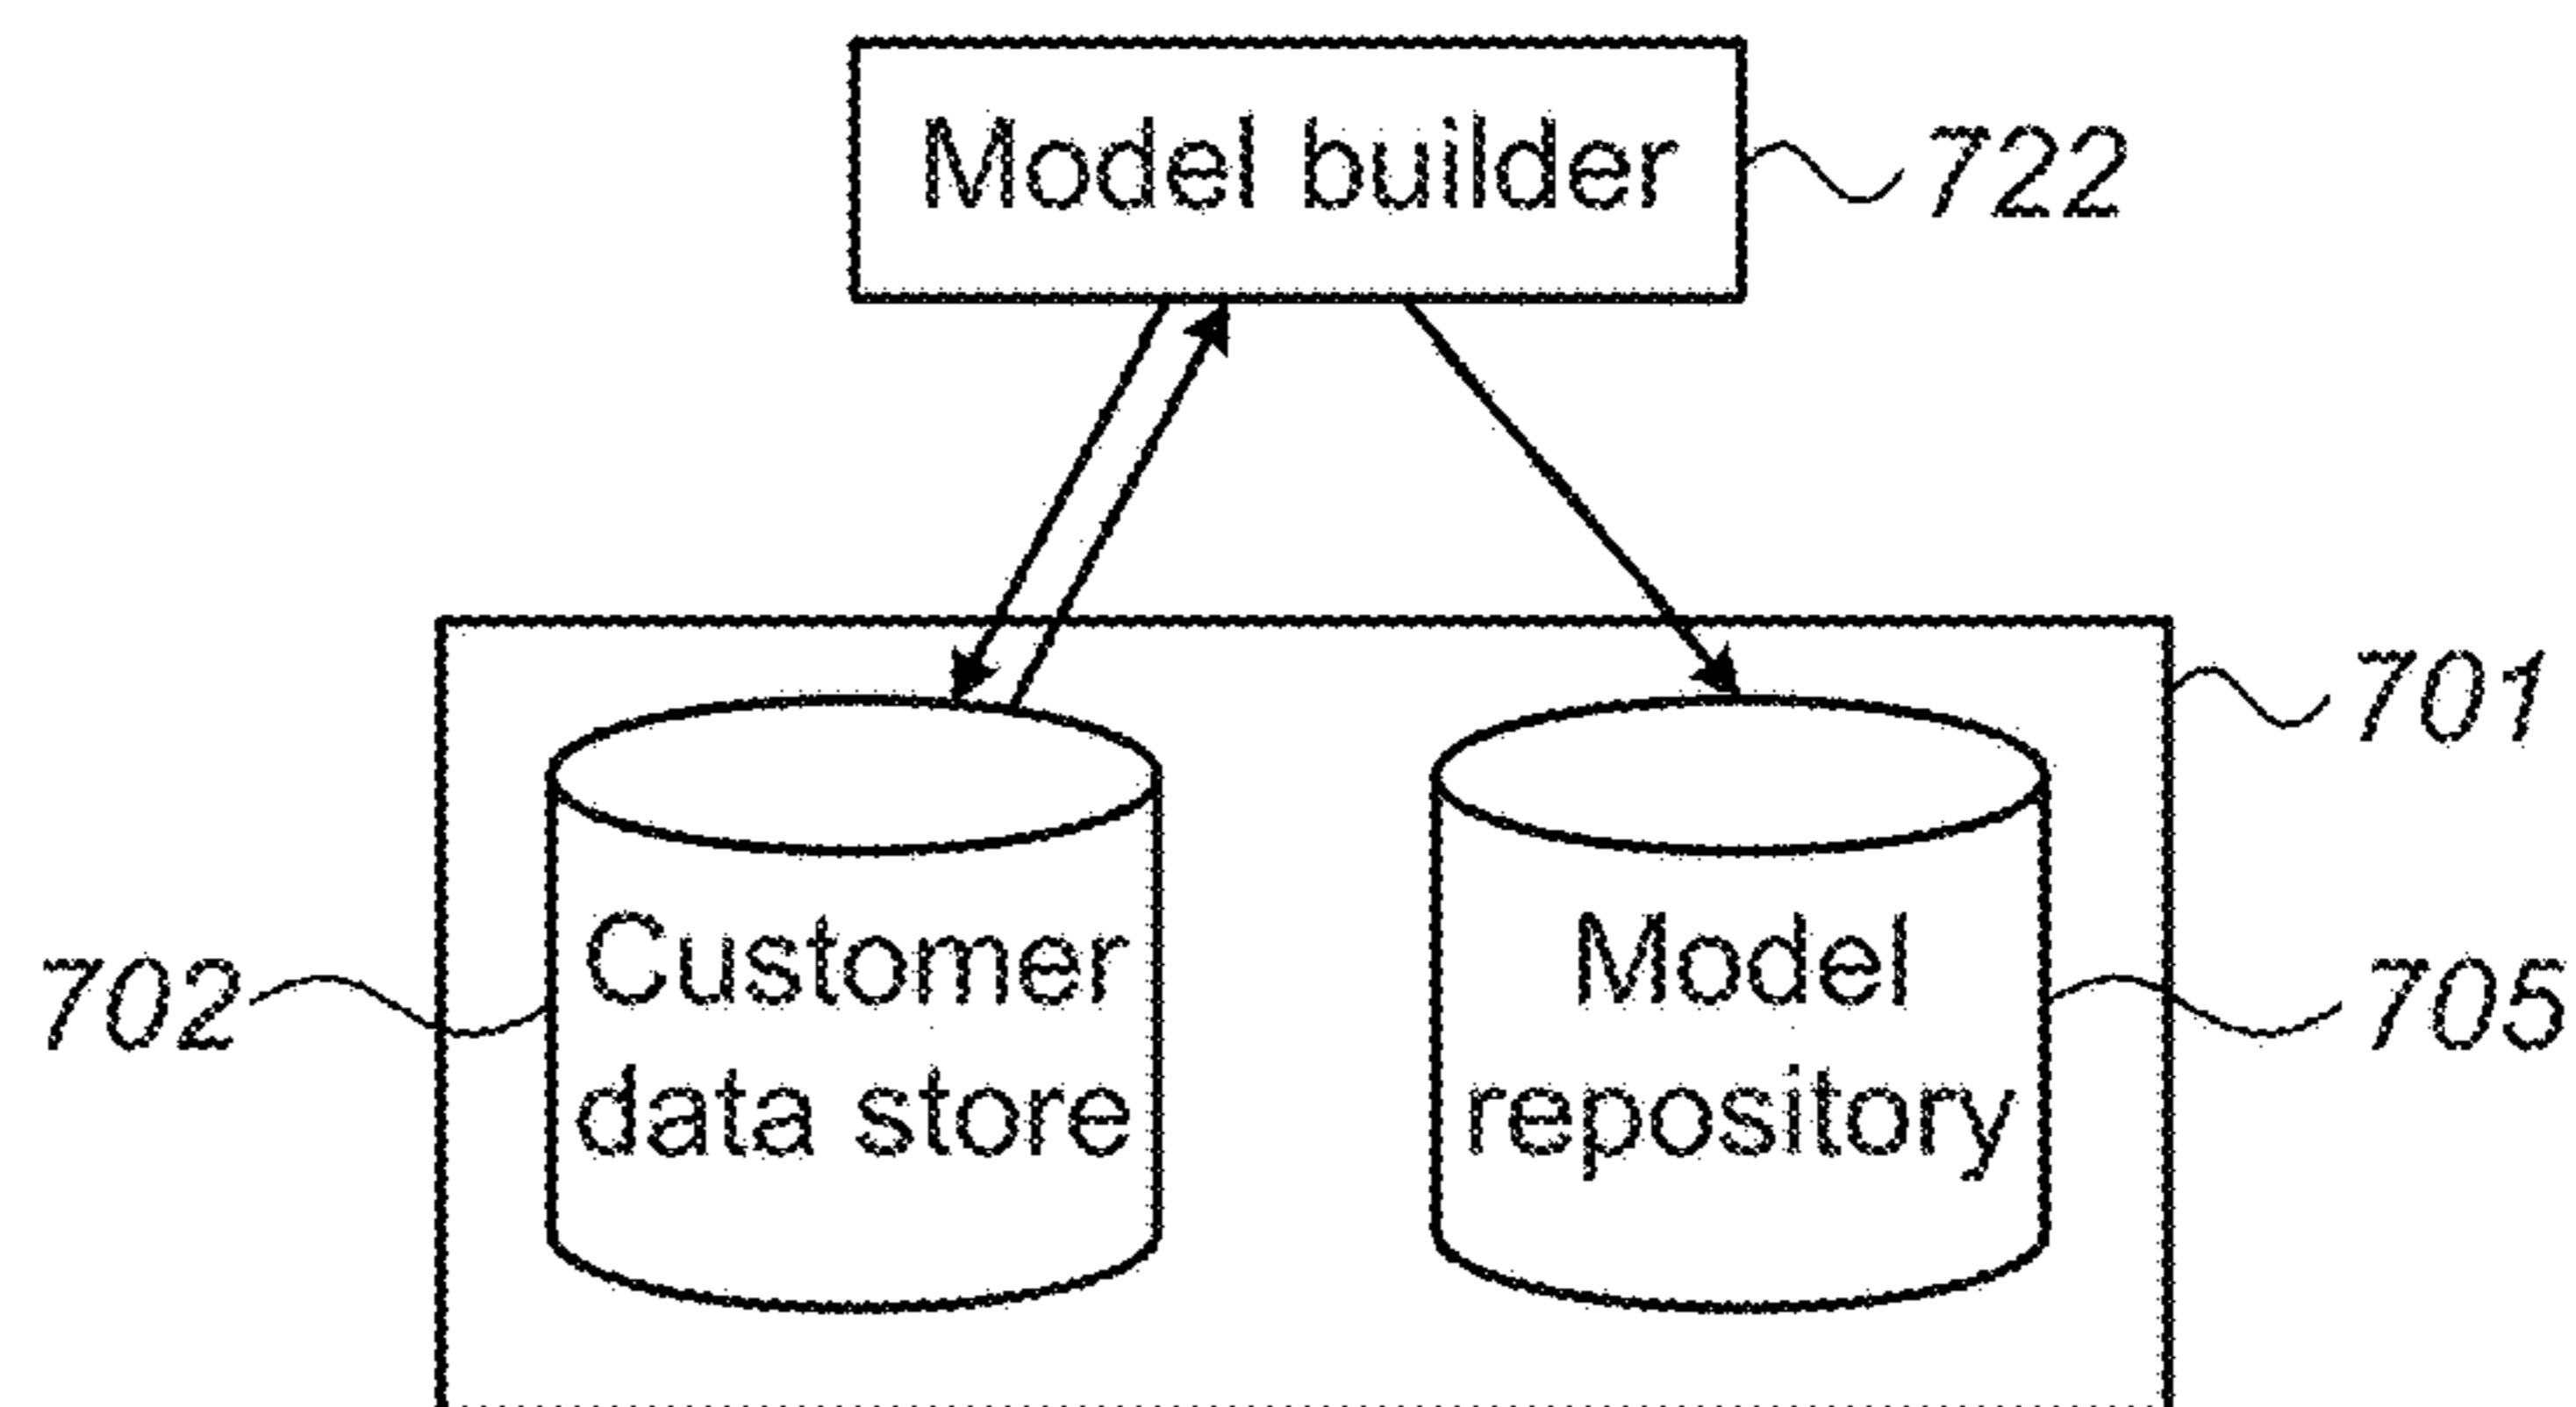 Model builder
722
701
702
Customer
data store
Model
repository
705